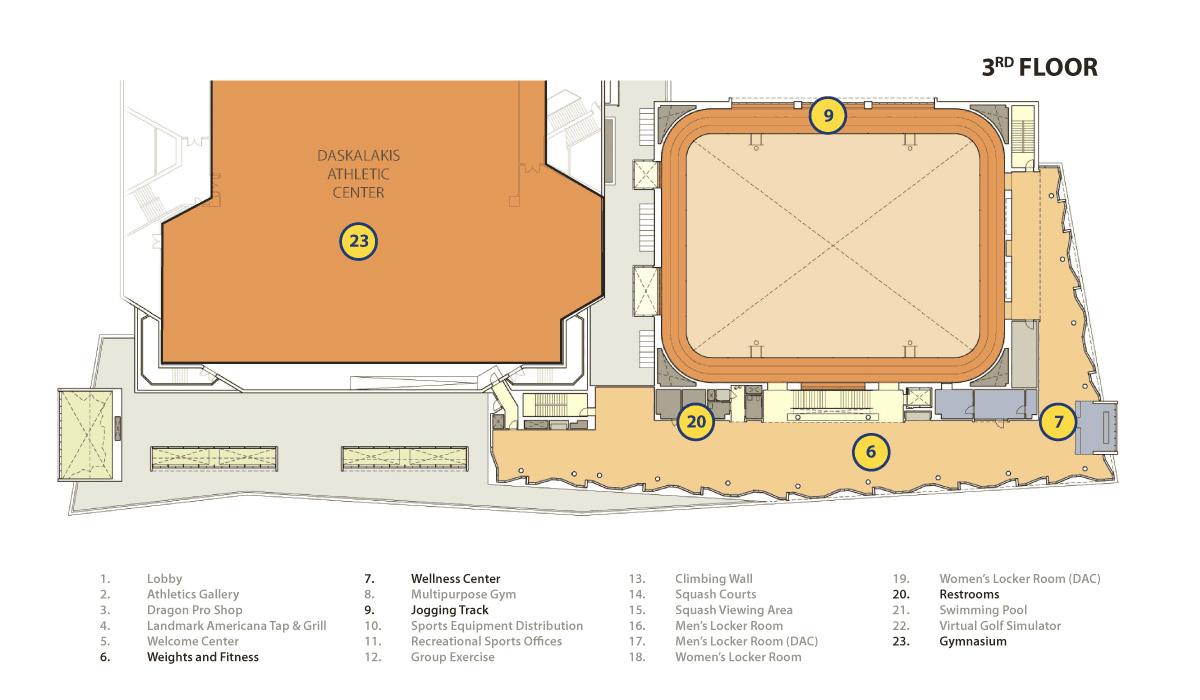 3RD FLOOR
9
DASKALAKIS
ATHLETIC
CENTER
23
20
7
6
1. Lobby
2. Athletics Gallery
3. Dragon Pro Shop
4. Landmark Americana Tap & Grill
5. Welcome Center
6. Weights and Fitness
7. Wellness Center
8. Multipurpose Gym
9. Jogging Track
10. Sports Equipment Distribution
11. Recreational Sports Offices
12. Group Exercise
13. Climbing Wall
14. Squash Courts
15. Squash Viewing Area
16. Men’s Locker Room
17. Men’s Locker Room (DAC)
18. Women’s Locker Room
19. Women’s Locker Room (DAC)
20. Restrooms
21. Swimming Pool
22. Virtual Golf Simulator
23. Gymnasium